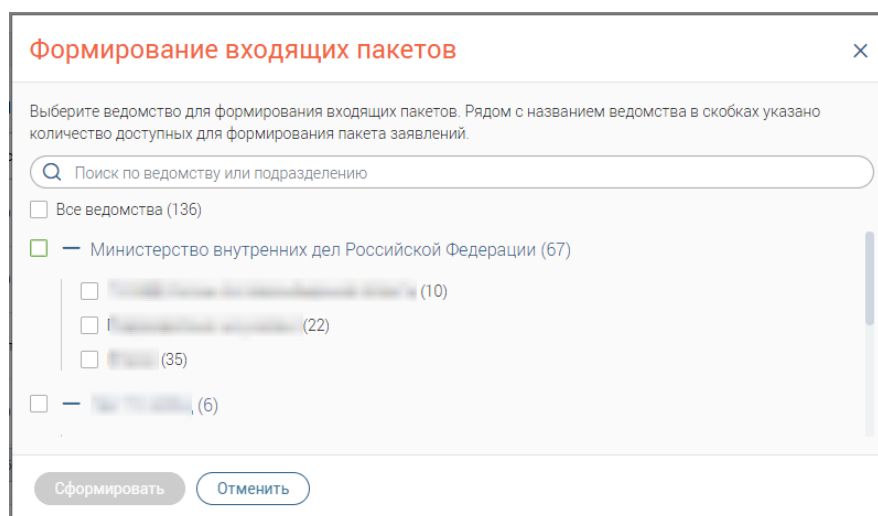 Формирование входящих пакетов
Выберите ведомство для формирования входящих пакетов. Рядом с названием ведомства в скобках указано
количество доступных для формирования пакета заявлений.
Поиск по ведомству или подразделению
Все ведомства (136)
Министерство внутренних дел Российской Федерации (67)
(10)
(22)
(35)
(6)
Сформировать Отменить